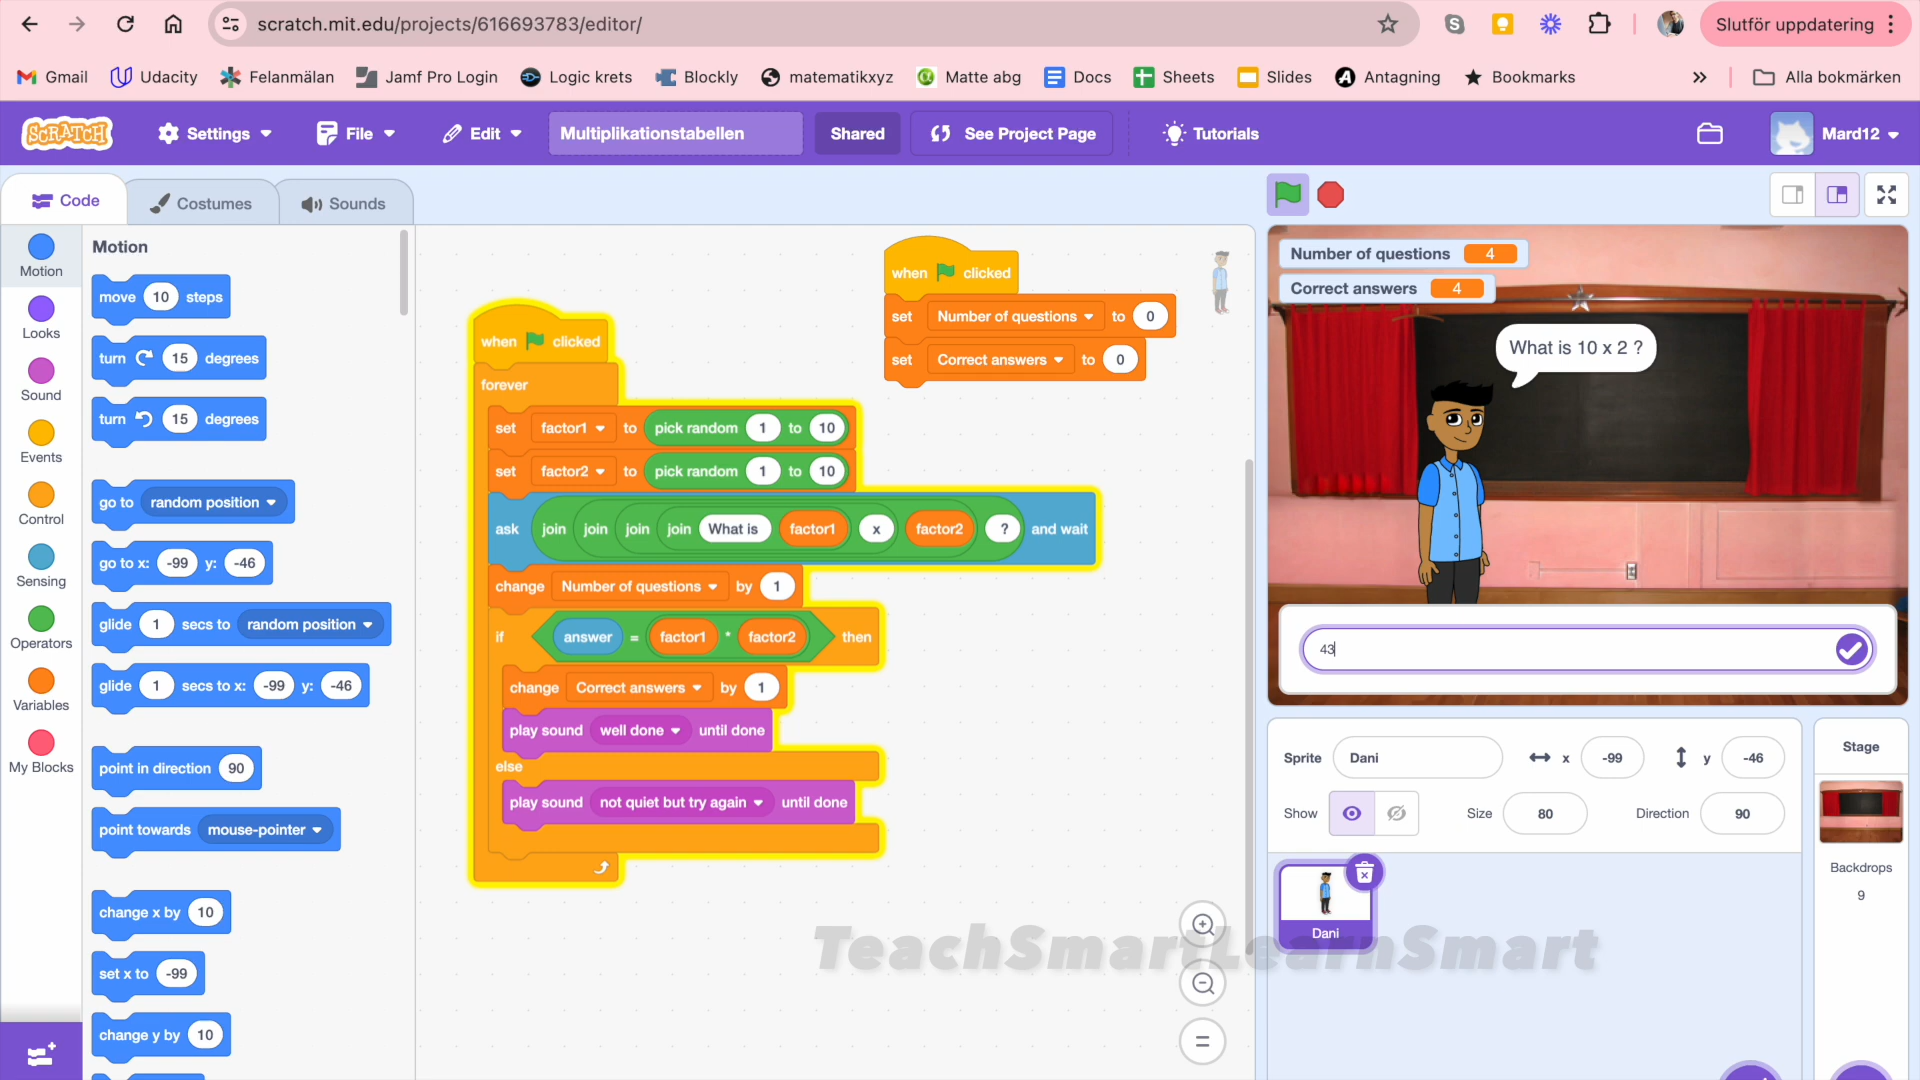 scratch.mit.edu/projects/616693783/editor/
Slutför uppdatering
Gmail
Udacity
Felanmälan
Jamf Pro Login
Logic krets
Blockly
matematikxyz
Matte abg
Docs
Sheets
Slides
Antagning
Bookmarks
Alla bokmärken
SCRATCH
Settings
File
Edit
Multiplikationstabellen
Shared
See Project Page
Tutorials
Mard12
Code
Costumes
Sounds
Motion
Looks
Sound
Events
Control
Sensing
Operators
Variables
My Blocks
Motion
move 10 steps
turn 15 degrees
turn 15 degrees
go to random position
go to x: -99 y: -46
glide 1 secs to random position
glide 1 secs to x: -99 y: -46
point in direction 90
point towards mouse-pointer
change x by 10
set x to -99
change y by 10
when clicked
forever
set factor1 to pick random 1 to 10
set factor2 to pick random 1 to 10
ask join join join join What is factor1 x factor2 ? and wait
change Number of questions by 1
if answer = factor1 * factor2 then
change Correct answers by 1
play sound well done until done
else
play sound not quiet but try again until done
when clicked
set Number of questions to 0
set Correct answers to 0
Number of questions 4
Correct answers 4
What is 10 x 2 ?
43
Sprite Dani x -99 y -46
Show Size 80 Direction 90
Dani
Stage
Backdrops
9
TeachSmartLearnSmart